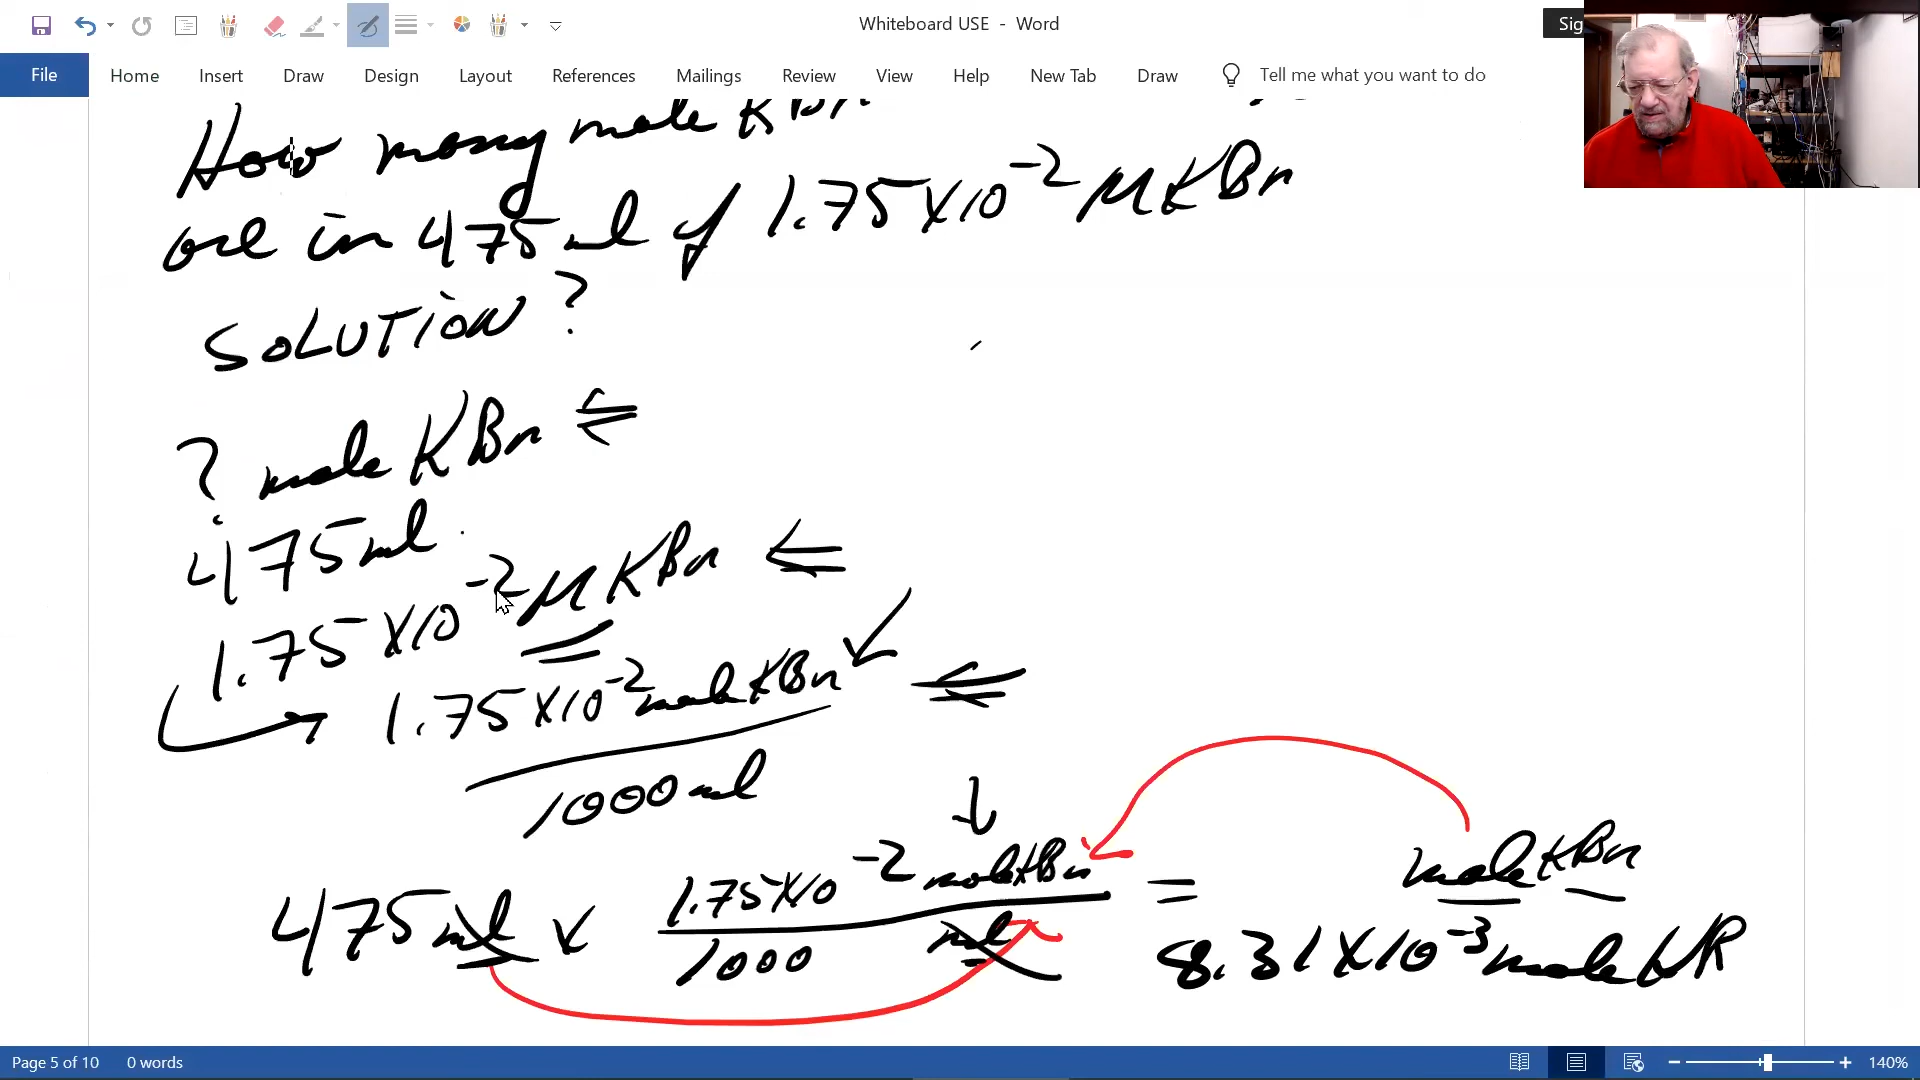 Whiteboard USE - Word
Sig
File Home Insert Draw Design Layout References Mailings Review View Help New Tab Draw Tell me what you want to do
How many mole KBr
are in 475 ml of 1.75 X 10⁻² M KBr
SOLUTION ?
? mole KBr ⇐
475 ml
1.75 X 10⁻² M KBr ⇐
1.75 X 10⁻² mole KBr
1000 ml
475 ml x 1.75 X 10⁻² mole KBr = mole KBr
1000 ml
8.31 X 10⁻³ mole
Page 5 of 10 0 words
140%